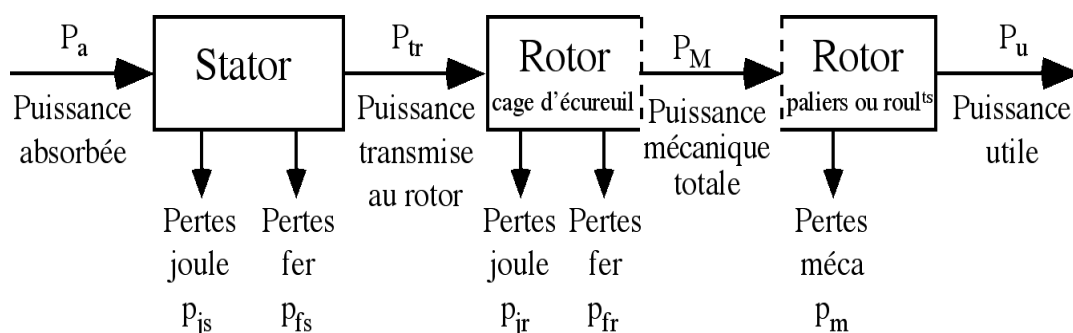 Pa
Puissance
absorbée
Stator
Pertes
joule
pjs
Pertes
fer
pfs
Ptr
Puissance
transmise
au rotor
Rotor
cage d'écureuil
Pertes
joule
pjr
Pertes
fer
pfr
PM
Puissance
mécanique
totale
Rotor
paliers ou roults
Pertes
méca
pm
Pu
Puissance
utile